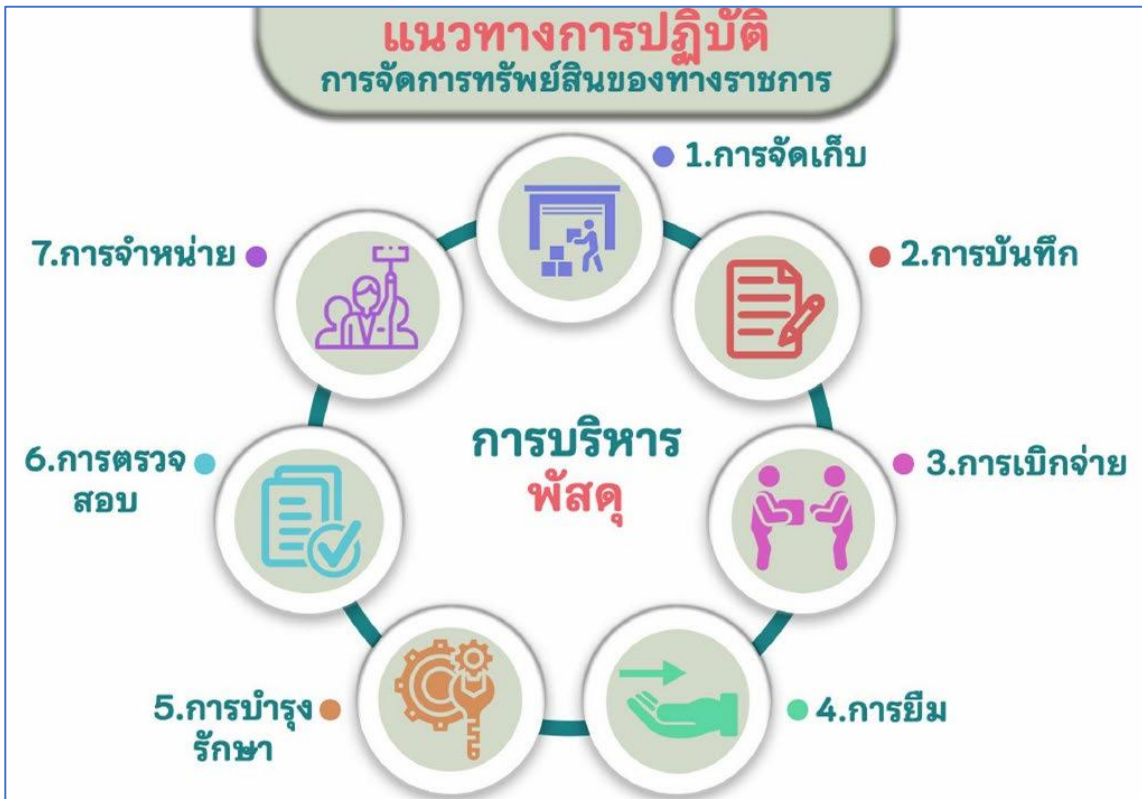 แนวทางการปฏิบัติ
การจัดการทรัพย์สินของทางราชการ
1.การจัดเก็บ
2.การบันทึก
3.การเบิกจ่าย
4.การยืม
5.การบำรุง
รักษา
6.การตรวจ
สอบ
7.การจำหน่าย
การบริหาร
พัสดุ